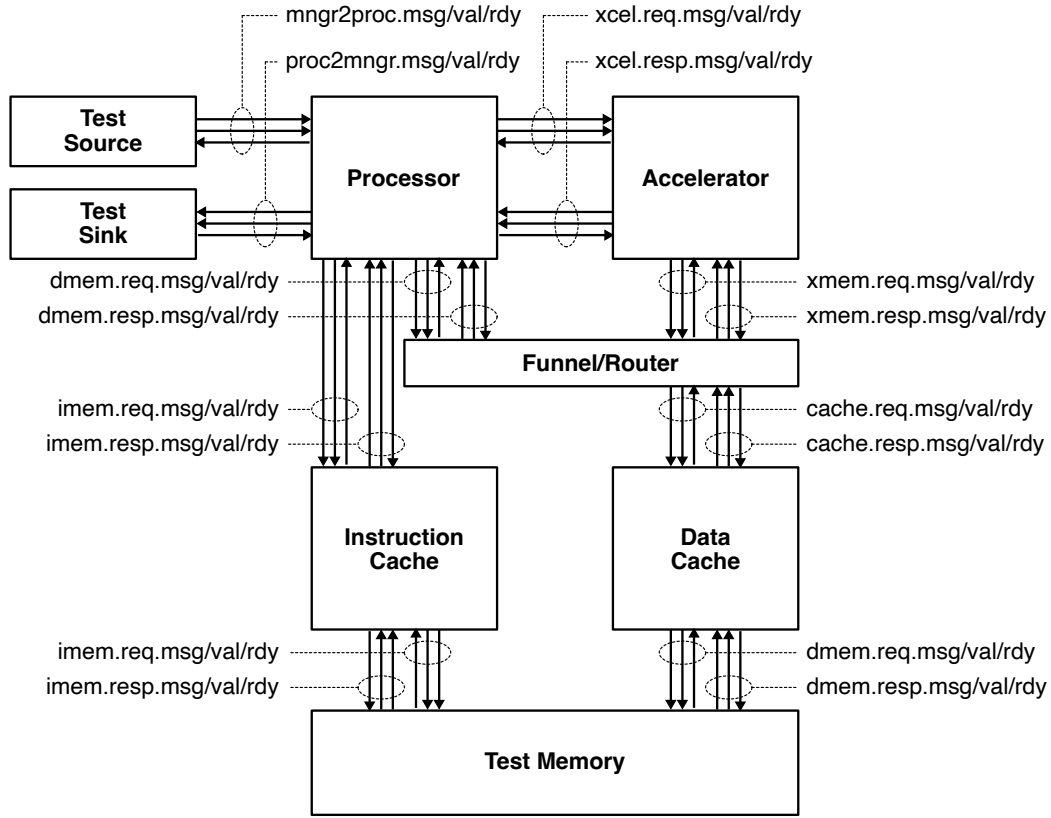 mngr2proc.msg/val/rdy
xcel.req.msg/val/rdy
proc2mngr.msg/val/rdy
xcel.resp.msg/val/rdy
Test
Source
Processor
Accelerator
Test
Sink
dmem.req.msg/val/rdy
xmem.req.msg/val/rdy
dmem.resp.msg/val/rdy
xmem.resp.msg/val/rdy
Funnel/Router
imem.req.msg/val/rdy
cache.req.msg/val/rdy
imem.resp.msg/val/rdy
cache.resp.msg/val/rdy
Instruction
Cache
Data
Cache
imem.req.msg/val/rdy
dmem.req.msg/val/rdy
imem.resp.msg/val/rdy
dmem.resp.msg/val/rdy
Test Memory